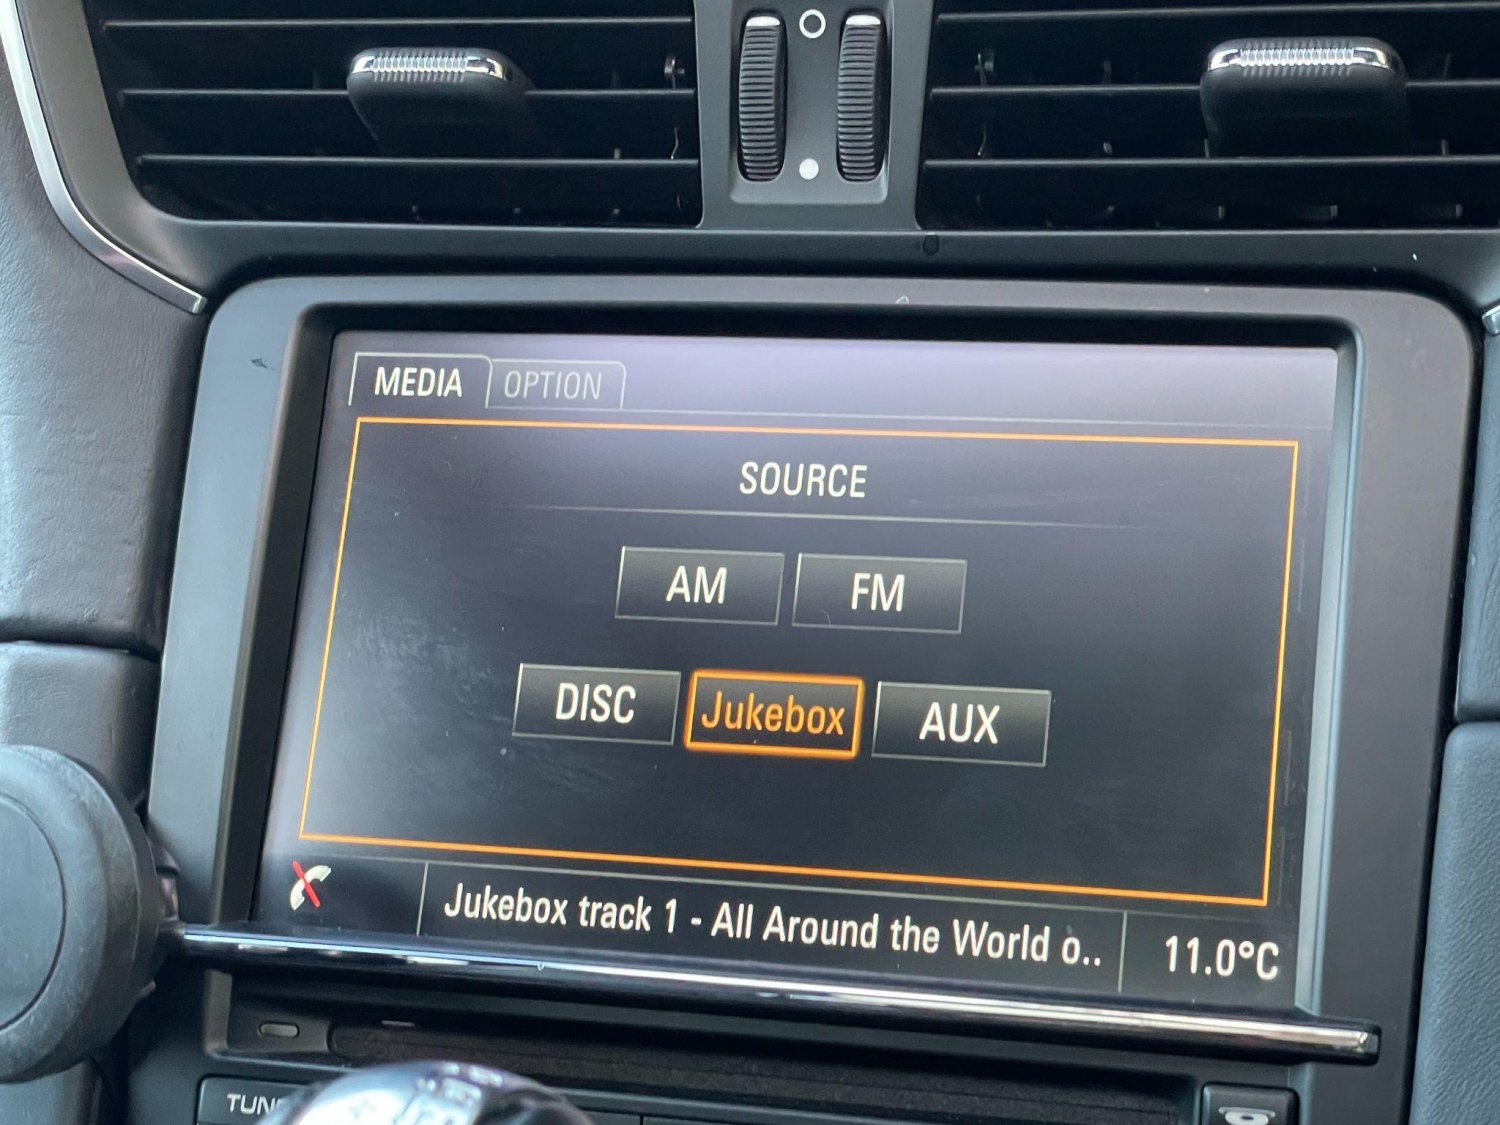 MEDIA OPTION
SOURCE
AM FM
DISC Jukebox AUX
Jukebox track 1 - All Around the World o.. 11.0°C